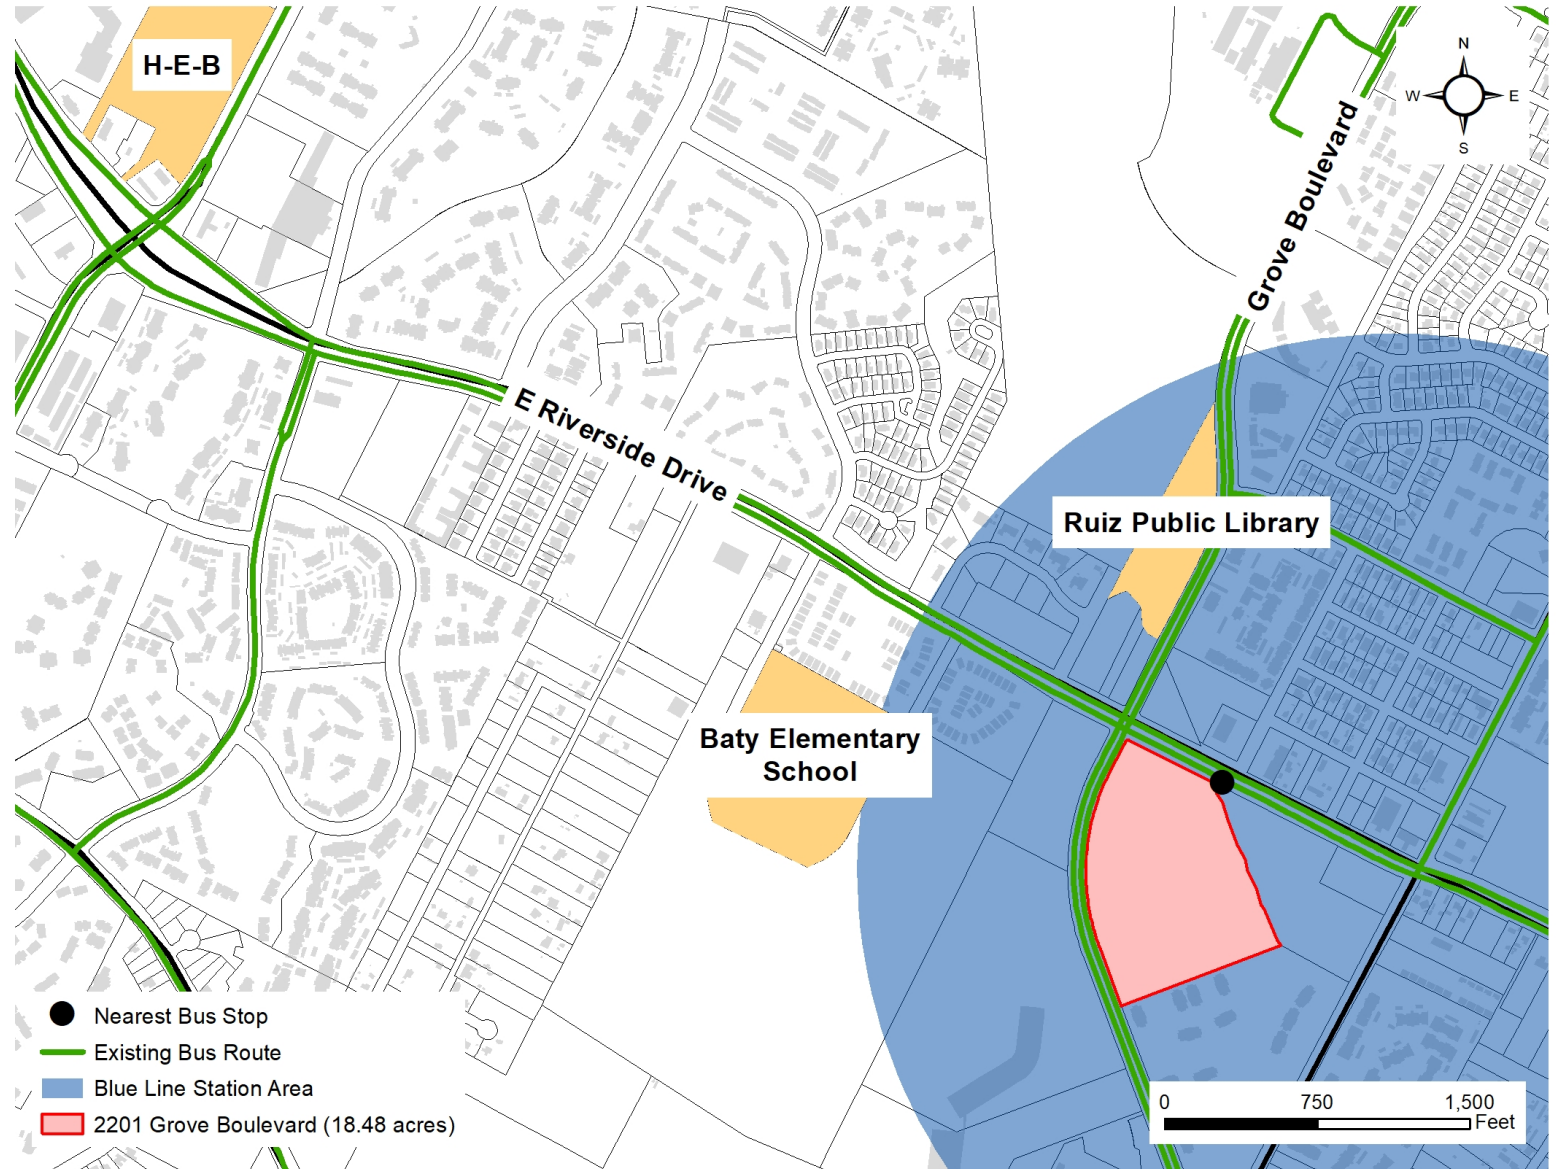 H-E-B
N
W E
S
Grove Boulevard
E Riverside Drive
Ruiz Public Library
Baty Elementary
School
Nearest Bus Stop
Existing Bus Route
Blue Line Station Area
2201 Grove Boulevard (18.48 acres)
0 750 1,500
Feet